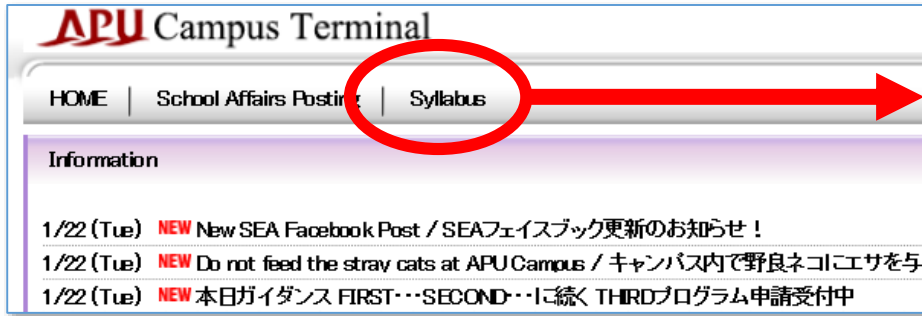 APU Campus Terminal
HOME | School Affairs Posting | Syllabus
Information
1/22 (Tue) NEW New SEA Facebook Post / SEAフェイスブック更新のお知らせ！
1/22 (Tue) NEW Do not feed the stray cats at APU Campus / キャンパス内で野良ネコにエサを与
1/22 (Tue) NEW 本日ガイダンス FIRST・・・SECOND・・・に続く THIRDプログラム申請受付中